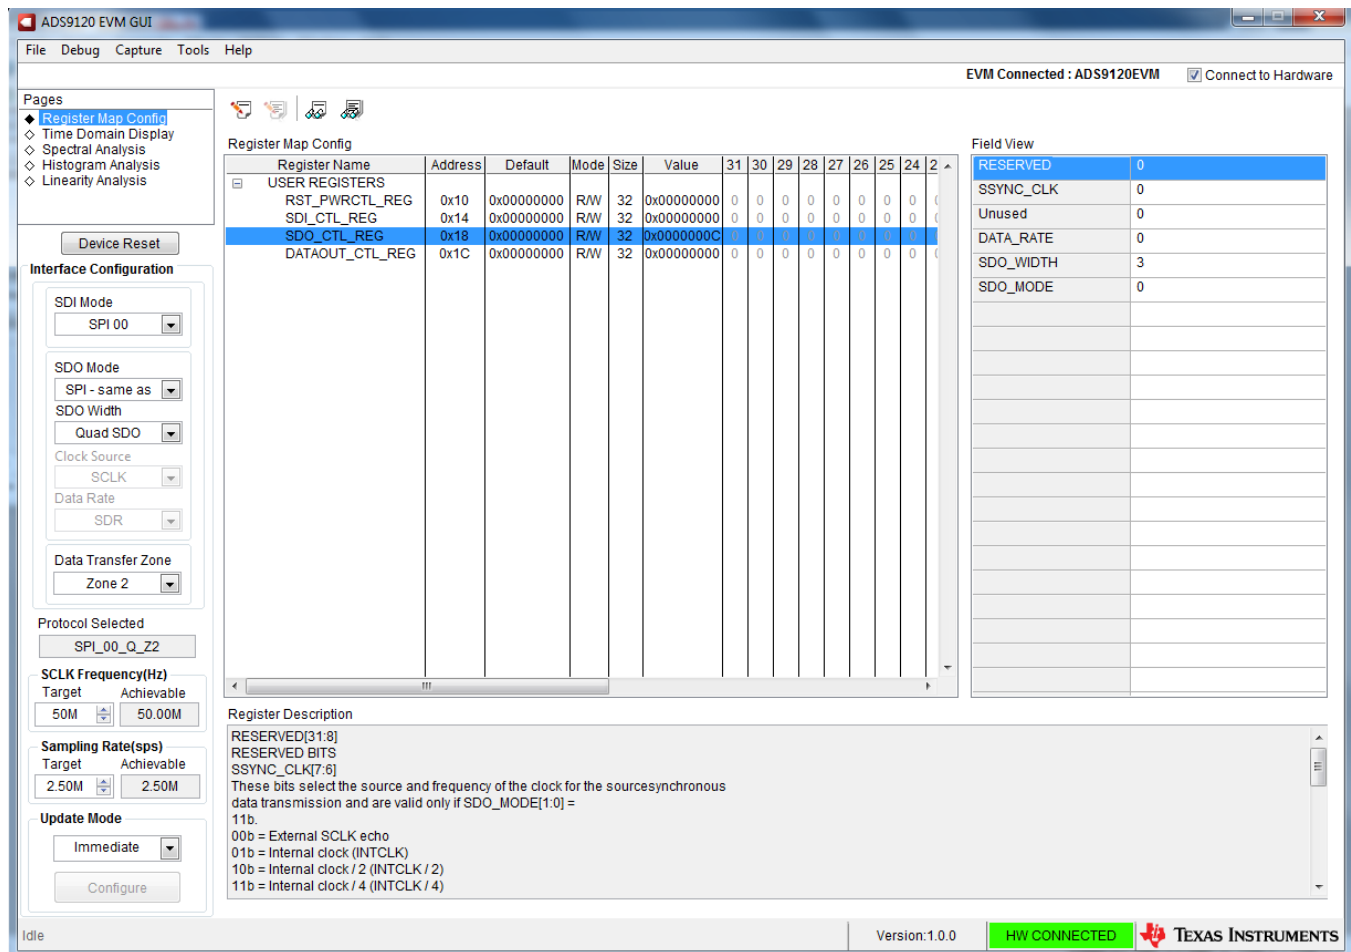 ADS9120 EVM GUI
File Debug Capture Tools Help
EVM Connected : ADS9120EVM Connect to Hardware
Pages
Register Map Config
Time Domain Display
Spectral Analysis
Histogram Analysis
Linearity Analysis
Device Reset
Interface Configuration
SDI Mode
SPI 00
SDO Mode
SPI - same as
SDO Width
Quad SDO
Clock Source
SCLK
Data Rate
SDR
Data Transfer Zone
Zone 2
Protocol Selected
SPI_00_Q_Z2
SCLK Frequency(Hz)
Target Achievable
50M 50.00M
Sampling Rate(sps)
Target Achievable
2.50M 2.50M
Update Mode
Immediate
Configure
Register Map Config
Register Name Address Default Mode Size Value 31 30 29 28 27 26 25 24 2
USER REGISTERS
RST_PWRCTL_REG 0x10 0x00000000 R/W 32 0x00000000 0 0 0 0 0 0 0 0
SDI_CTL_REG 0x14 0x00000000 R/W 32 0x00000000 0 0 0 0 0 0 0 0
SDO_CTL_REG 0x18 0x00000000 R/W 32 0x0000000C 0 0 0 0 0 0 0 0
DATAOUT_CTL_REG 0x1C 0x00000000 R/W 32 0x00000000 0 0 0 0 0 0 0 0
Field View
RESERVED 0
SSYNC_CLK 0
Unused 0
DATA_RATE 0
SDO_WIDTH 3
SDO_MODE 0
Register Description
RESERVED[31:8]
RESERVED BITS
SSYNC_CLK[7:6]
These bits select the source and frequency of the clock for the sourcesynchronous
data transmission and are valid only if SDO_MODE[1:0] =
11b.
00b = External SCLK echo
01b = Internal clock (INTCLK)
10b = Internal clock / 2 (INTCLK / 2)
11b = Internal clock / 4 (INTCLK / 4)
Idle Version:1.0.0 HW CONNECTED TEXAS INSTRUMENTS